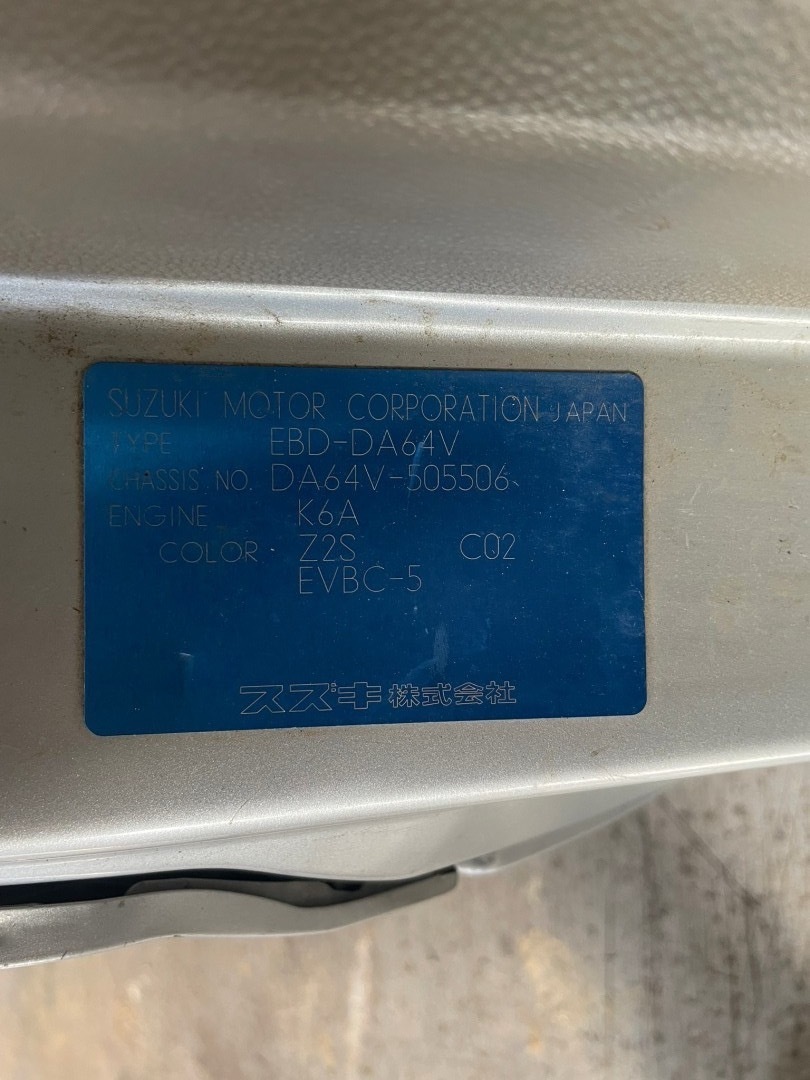 SUZUKI MOTOR CORPORATION JAPAN
TYPE EBD-DA64V
CHASSIS NO. DA64V-505506
ENGINE K6A
COLOR Z2S C02
EVBC-5
スズキ株式会社